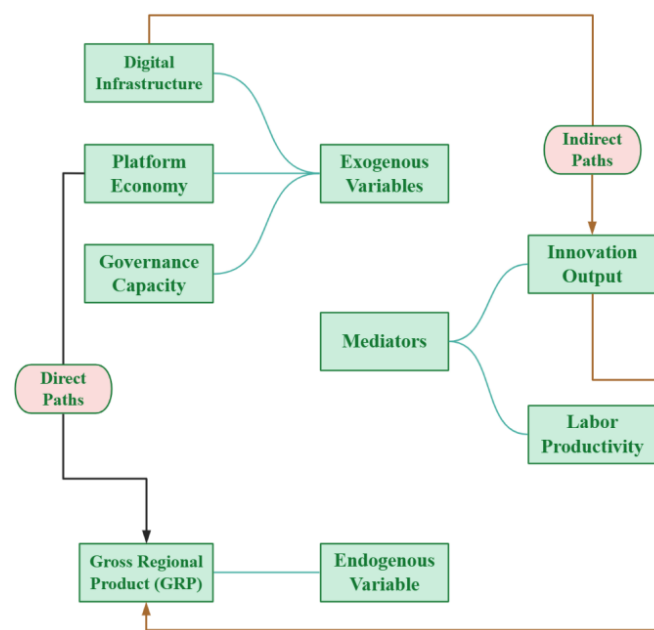 Digital
Infrastructure
Platform
Economy
Exogenous
Variables
Indirect
Paths
Governance
Capacity
Innovation
Output
Mediators
Direct
Paths
Labor
Productivity
Gross Regional
Product (GRP)
Endogenous
Variable